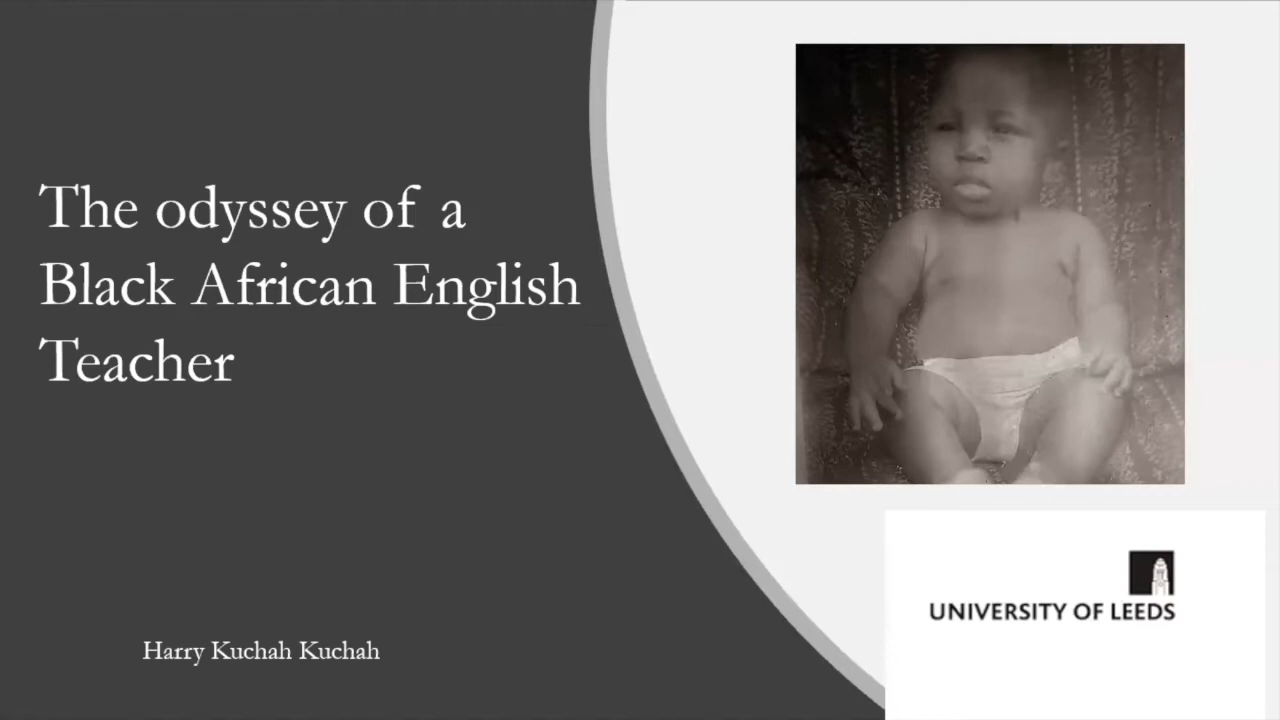 The odyssey of a
Black African English
Teacher
Harry Kuchah Kuchah
UNIVERSITY OF LEEDS